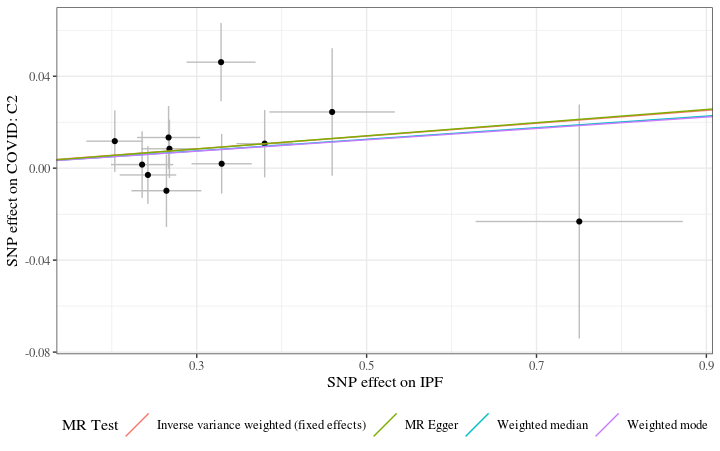 SNP effect on COVID: C2
0.04
0.00
-0.04
-0.08
0.3
0.5
0.7
0.9
SNP effect on IPF
MR Test
Inverse variance weighted (fixed effects)
MR Egger
Weighted median
Weighted mode